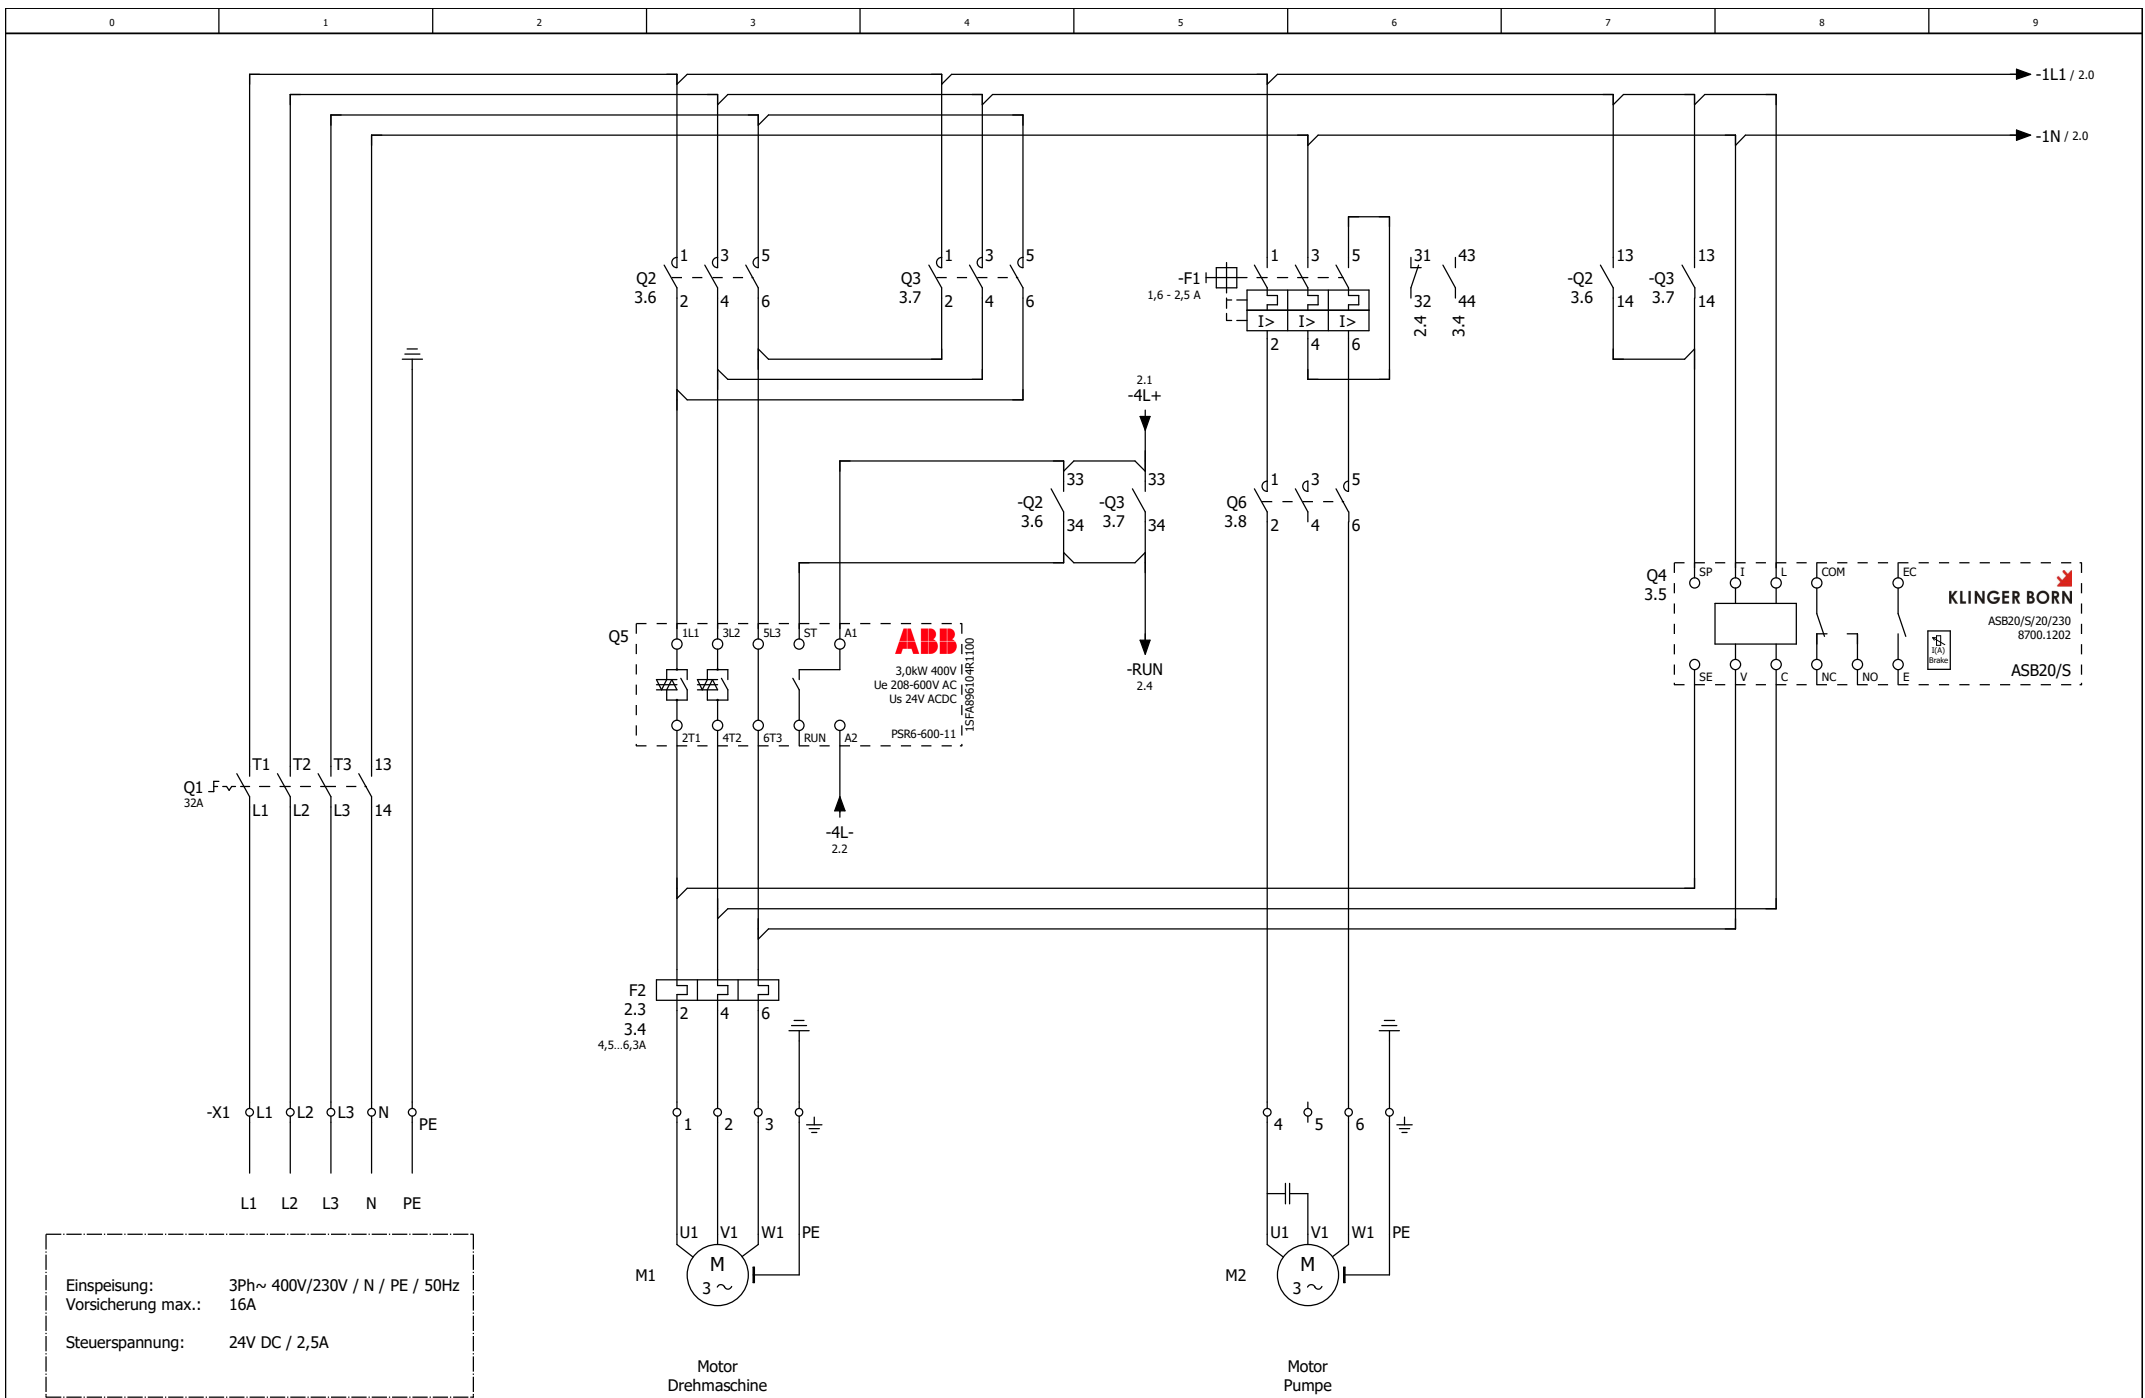 0 1 2 3 4 5 6 7 8 9
-1L1 / 2.0
-1N / 2.0
Q2
3.6
1 3 5
2 4 6
Q3
3.7
1 3 5
2 4 6
-F1
1,6 - 2,5 A
1 3 5
I> I> I>
2 4 6
31 43
32 44
2.4 3.4
-Q2
3.6
13
14
-Q3
3.7
13
14
2.1
-4L+
-Q2
3.6
33
34
-Q3
3.7
33
34
-RUN
2.4
Q6
3.8
1 3 5
2 4 6
Q5
1L1 3L2 5L3 ST A1
ABB
3,0kW 400V
Ue 208-600V AC
Us 24V ACDC
PSR6-600-11
1SFA896104R1100
2T1 4T2 6T3 RUN A2
-4L-
2.2
Q4
3.5
SP I L COM EC
KLINGER BORN
ASB20/S/20/230
8700.1202
I(A)
Brake
ASB20/S
SE V C NC NO E
Q1
32A
T1 T2 T3 13
L1 L2 L3 14
F2
2.3
3.4
4,5...6,3A
2 4 6
-X1 L1 L2 L3 N PE
1 2 3
4 5 6
L1 L2 L3 N PE
U1 V1 W1 PE
M1
M
3 ~
U1 V1 W1 PE
M2
M
3 ~
Einspeisung: 3Ph~ 400V/230V / N / PE / 50Hz
Vorsicherung max.: 16A
Steuerspannung: 24V DC / 2,5A
Motor
Drehmaschine
Motor
Pumpe